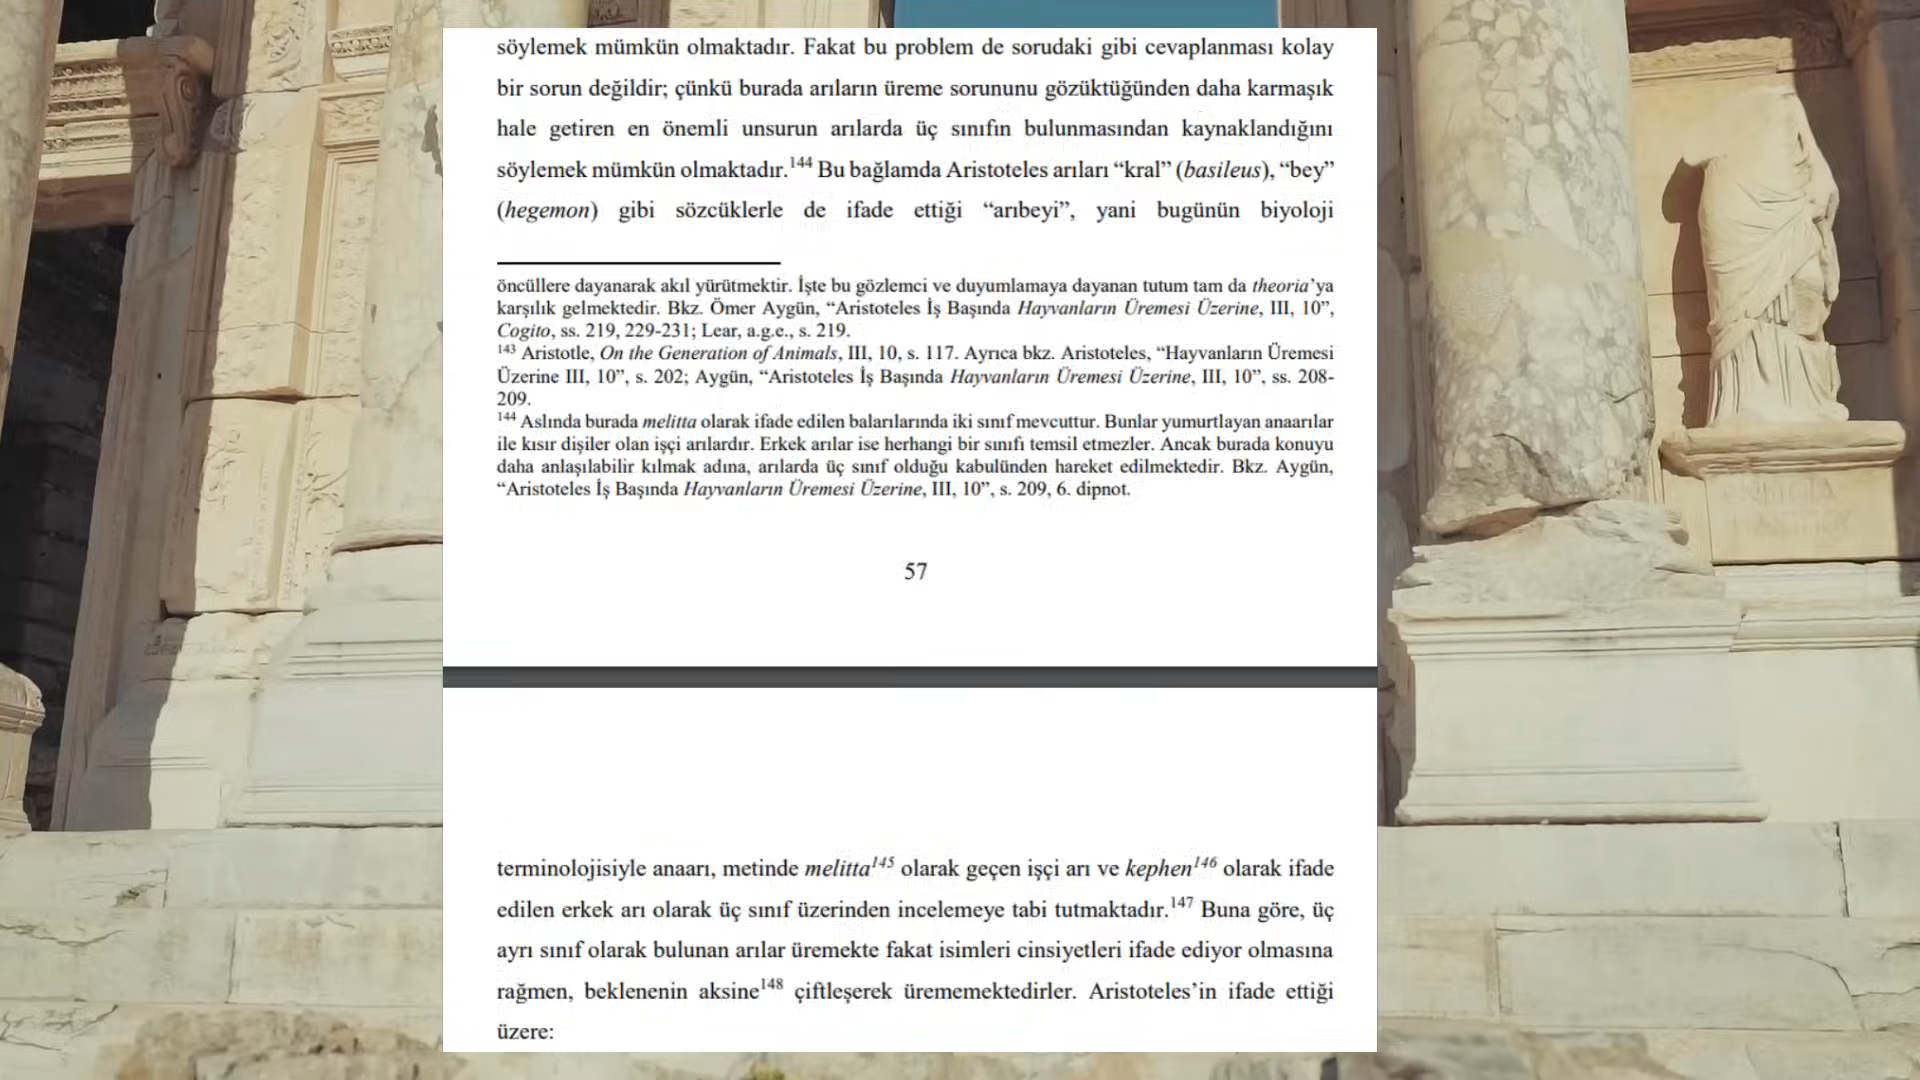 söylemek mümkün olmaktadır. Fakat bu problem de sorudaki gibi cevaplanması kolay
bir sorun değildir; çünkü burada arıların üreme sorununu gözüktüğünden daha karmaşık
hale getiren en önemli unsurun arılarda üç sınıfın bulunmasından kaynaklandığını
söylemek mümkün olmaktadır.144 Bu bağlamda Aristoteles arıları “kral” (basileus), “bey”
(hegemon) gibi sözcüklerle de ifade ettiği “arıbeyi”, yani bugünün biyoloji
öncüllere dayanarak akıl yürütmektir. İşte bu gözlemci ve duyumlamaya dayanan tutum tam da theoria’ya
karşılık gelmektedir. Bkz. Ömer Aygün, “Aristoteles İş Başında Hayvanların Üremesi Üzerine, III, 10”,
Cogito, ss. 219, 229-231; Lear, a.g.e., s. 219.
143 Aristotle, On the Generation of Animals, III, 10, s. 117. Ayrıca bkz. Aristoteles, “Hayvanların Üremesi
Üzerine III, 10”, s. 202; Aygün, “Aristoteles İş Başında Hayvanların Üremesi Üzerine, III, 10”, ss. 208-
209.
144 Aslında burada melitta olarak ifade edilen balarılarında iki sınıf mevcuttur. Bunlar yumurtlayan anaarılar
ile kısır dişiler olan işçi arılardır. Erkek arılar ise herhangi bir sınıfı temsil etmezler. Ancak burada konuyu
daha anlaşılabilir kılmak adına, arılarda üç sınıf olduğu kabulünden hareket edilmektedir. Bkz. Aygün,
“Aristoteles İş Başında Hayvanların Üremesi Üzerine, III, 10”, s. 209, 6. dipnot.
57
terminolojisiyle anaarı, metinde melitta145 olarak geçen işçi arı ve kephen146 olarak ifade
edilen erkek arı olarak üç sınıf üzerinden incelemeye tabi tutmaktadır.147 Buna göre, üç
ayrı sınıf olarak bulunan arılar üremekte fakat isimleri cinsiyetleri ifade ediyor olmasına
rağmen, beklenenin aksine148 çiftleşerek ürememektedirler. Aristoteles’in ifade ettiği
üzere: